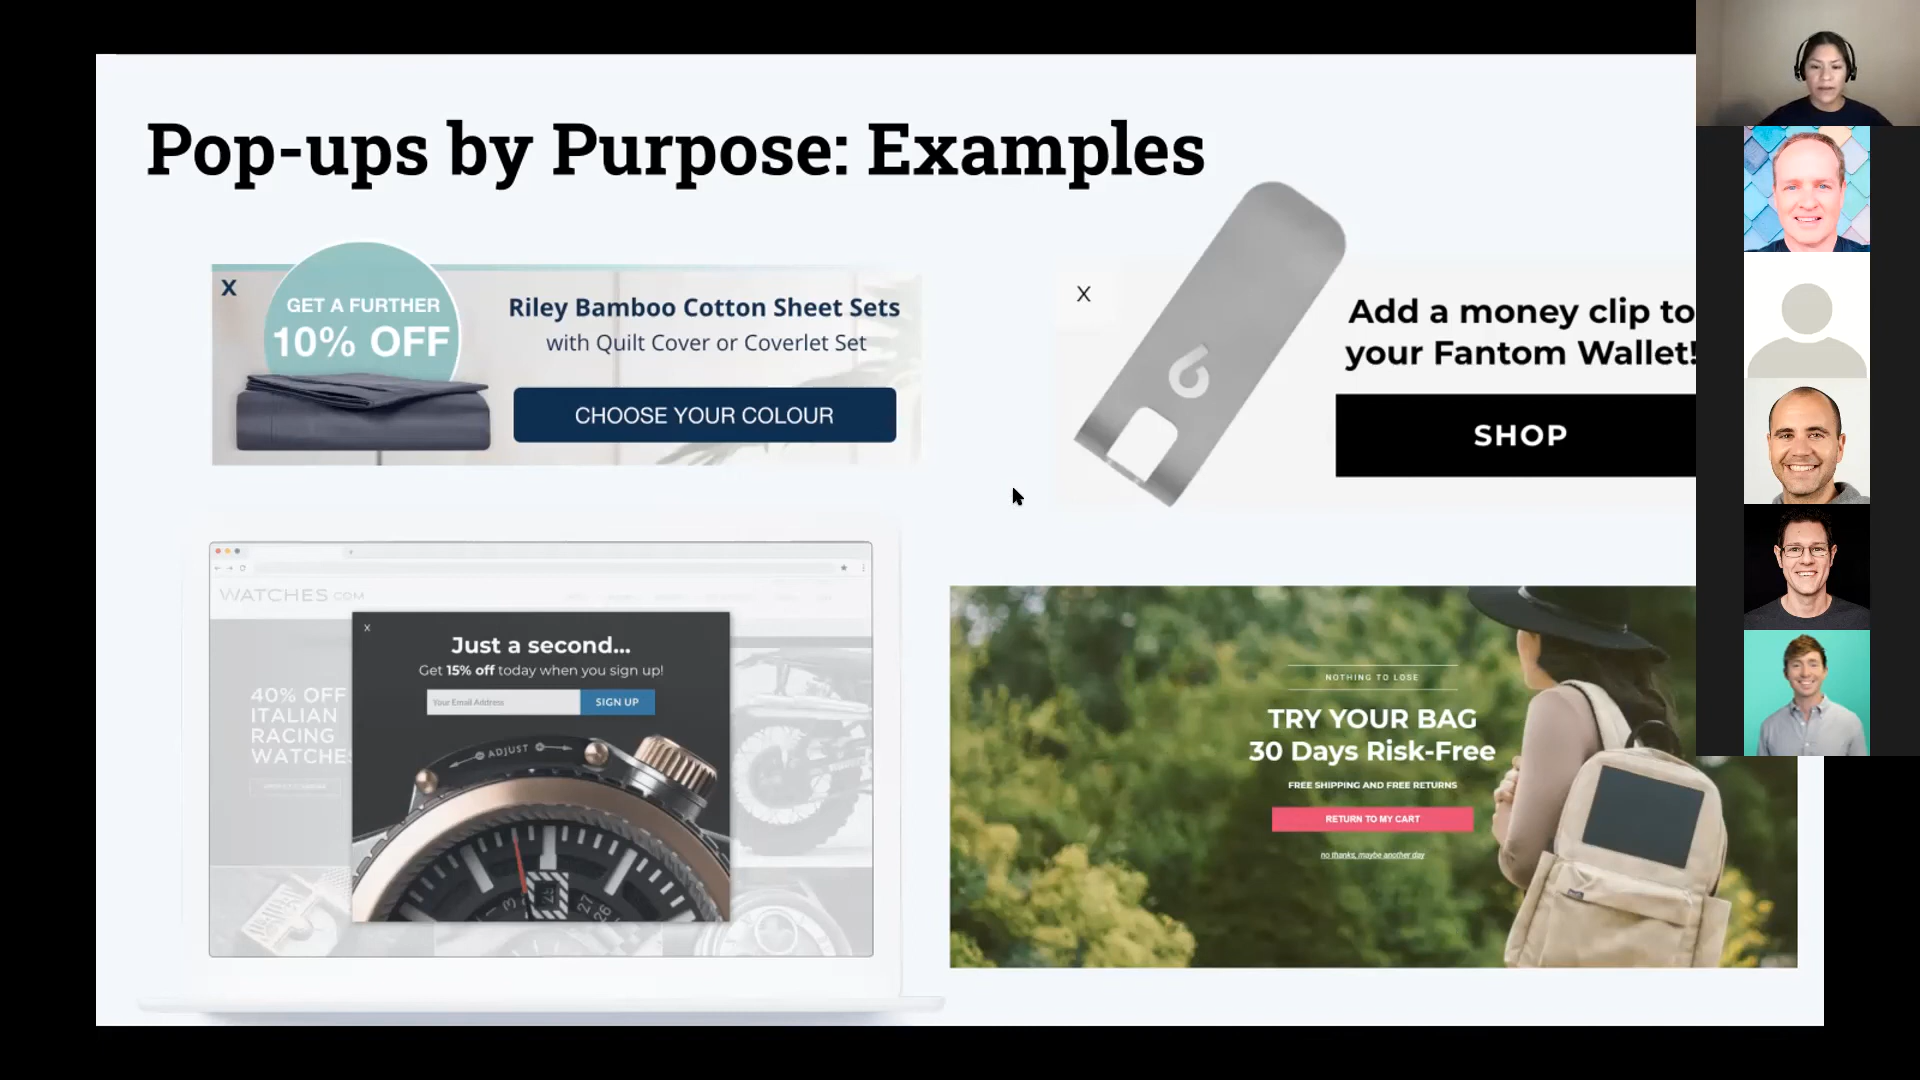 Pop-ups by Purpose: Examples
X
GET A FURTHER
10% OFF
Riley Bamboo Cotton Sheet Sets
with Quilt Cover or Coverlet Set
CHOOSE YOUR COLOUR
X
Add a money clip to
your Fantom Wallet!
SHOP
WATCHES.COM
40% OFF
ITALIAN
RACING
WATCHES
X
Just a second...
Get 15% off today when you sign up!
Your Email Address
SIGN UP
ADJUST
3
27
26
NOTHING TO LOSE
TRY YOUR BAG
30 Days Risk-Free
FREE SHIPPING AND FREE RETURNS
RETURN TO MY CART
no thanks, maybe another day